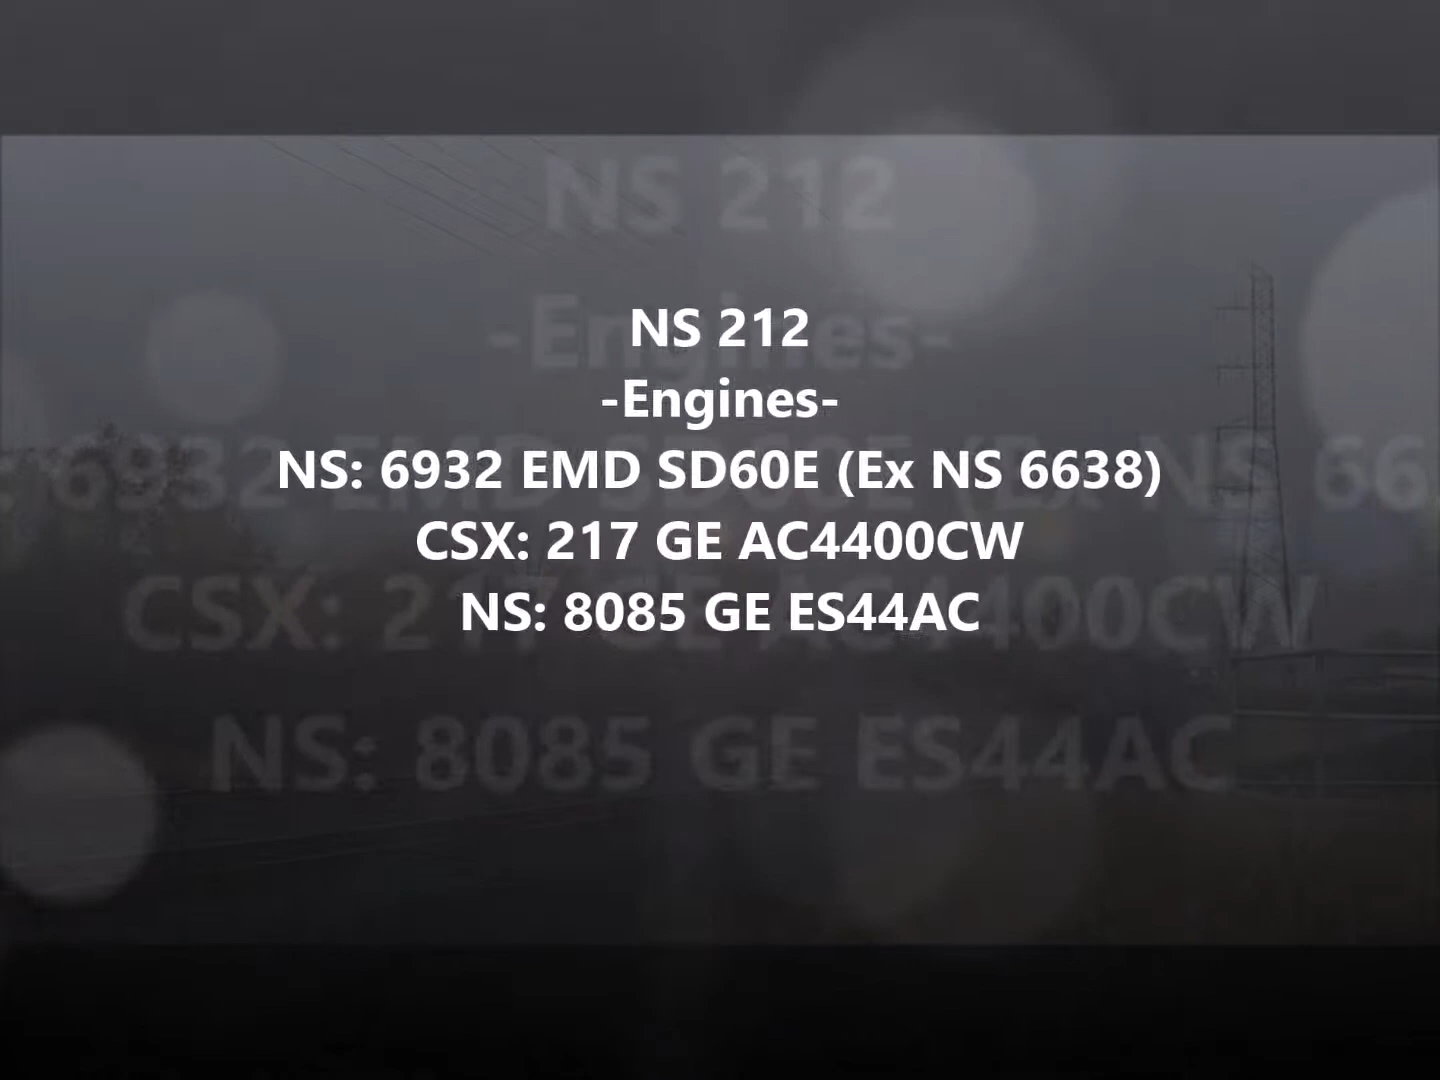 NS 212
-Engines-
NS: 6932 EMD SD60E (Ex NS 6638)
CSX: 217 GE AC4400CW
NS: 8085 GE ES44AC